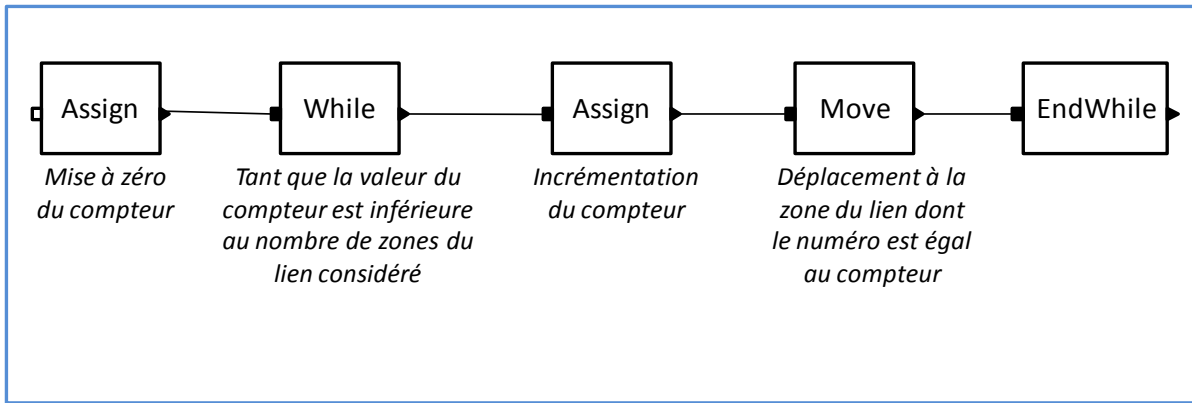 Assign
While
Assign
Move
EndWhile
Mise à zéro
du compteur
Tant que la valeur du
compteur est inférieure
au nombre de zones du
lien considéré
Incrémentation
du compteur
Déplacement à la
zone du lien dont
le numéro est égal
au compteur